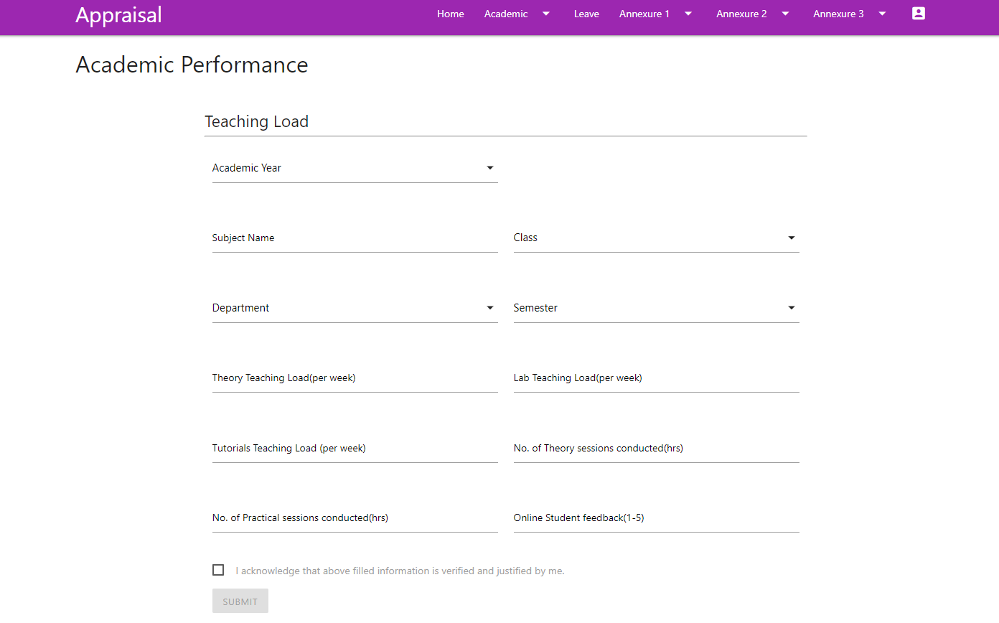 Appraisal Home Academic Leave Annexure 1 Annexure 2 Annexure 3
Academic Performance
Teaching Load
Academic Year
Subject Name Class
Department Semester
Theory Teaching Load(per week) Lab Teaching Load(per week)
Tutorials Teaching Load (per week) No. of Theory sessions conducted(hrs)
No. of Practical sessions conducted(hrs) Online Student feedback(1-5)
I acknowledge that above filled information is verified and justified by me.
SUBMIT